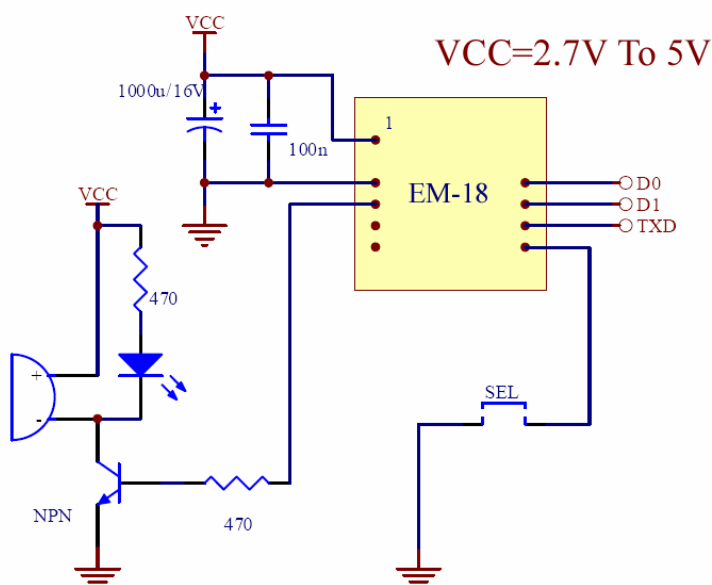 VCC
VCC=2.7V To 5V
1000u/16V
+
1
100n
EM-18
D0
D1
TXD
VCC
470
+
-
SEL
NPN
470